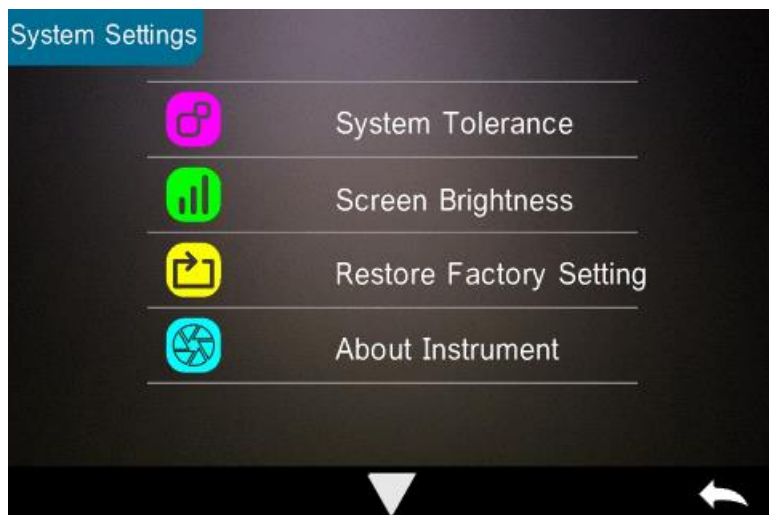 System Settings
System Tolerance
Screen Brightness
Restore Factory Setting
About Instrument